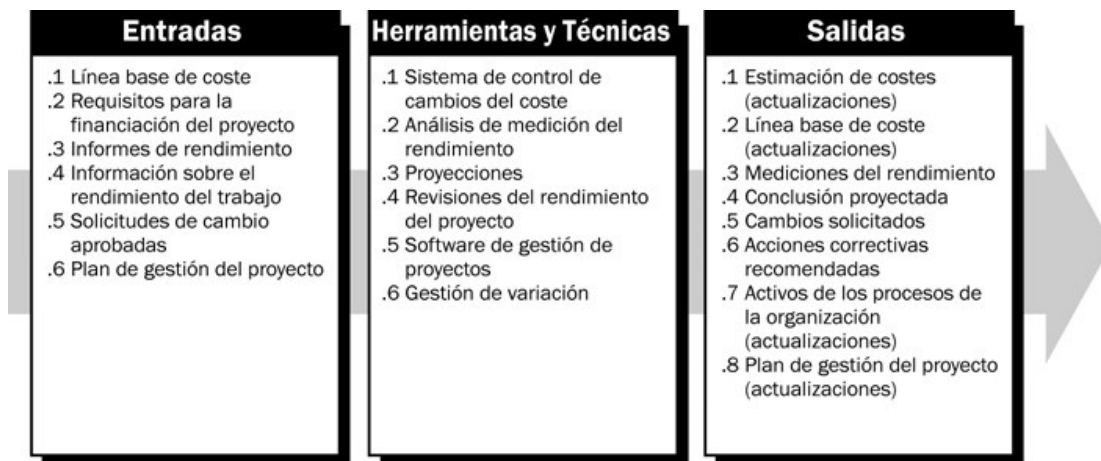 Entradas
.1 Línea base de coste
.2 Requisitos para la
financiación del proyecto
.3 Informes de rendimiento
.4 Información sobre el
rendimiento del trabajo
.5 Solicitudes de cambio
aprobadas
.6 Plan de gestión del proyecto
Herramientas y Técnicas
.1 Sistema de control de
cambios del coste
.2 Análisis de medición del
rendimiento
.3 Proyecciones
.4 Revisiones del rendimiento
del proyecto
.5 Software de gestión de
proyectos
.6 Gestión de variación
Salidas
.1 Estimación de costes
(actualizaciones)
.2 Línea base de coste
(actualizaciones)
.3 Mediciones del rendimiento
.4 Conclusión proyectada
.5 Cambios solicitados
.6 Acciones correctivas
recomendadas
.7 Activos de los procesos de
la organización
(actualizaciones)
.8 Plan de gestión del proyecto
(actualizaciones)